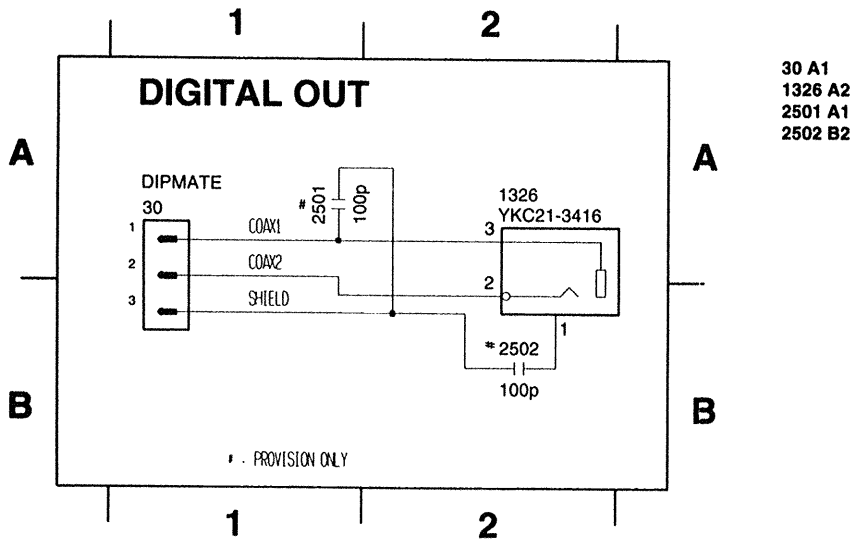 1 2
DIGITAL OUT
30 A1
1326 A2
2501 A1
2502 B2
A A
DIPMATE
30
# 2501
100p
1326
YKC21-3416
1 COAX1 3
2 COAX2 2
3 SHIELD
1
# 2502
100p
B B
# . PROVISION ONLY
1 2